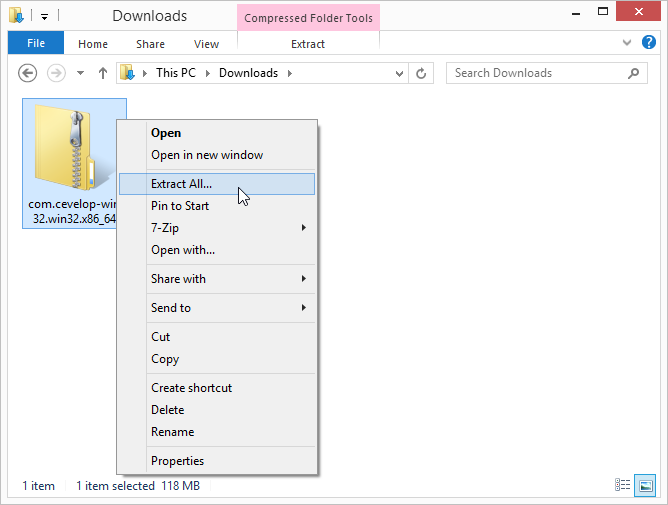 Downloads
Compressed Folder Tools
File
Home
Share
View
Extract
This PC
Downloads
Search Downloads
com.cevelop-win
32.win32.x86_64
Open
Open in new window
Extract All...
Pin to Start
7-Zip
Open with...
Share with
Send to
Cut
Copy
Create shortcut
Delete
Rename
Properties
1 item
1 item selected 118 MB